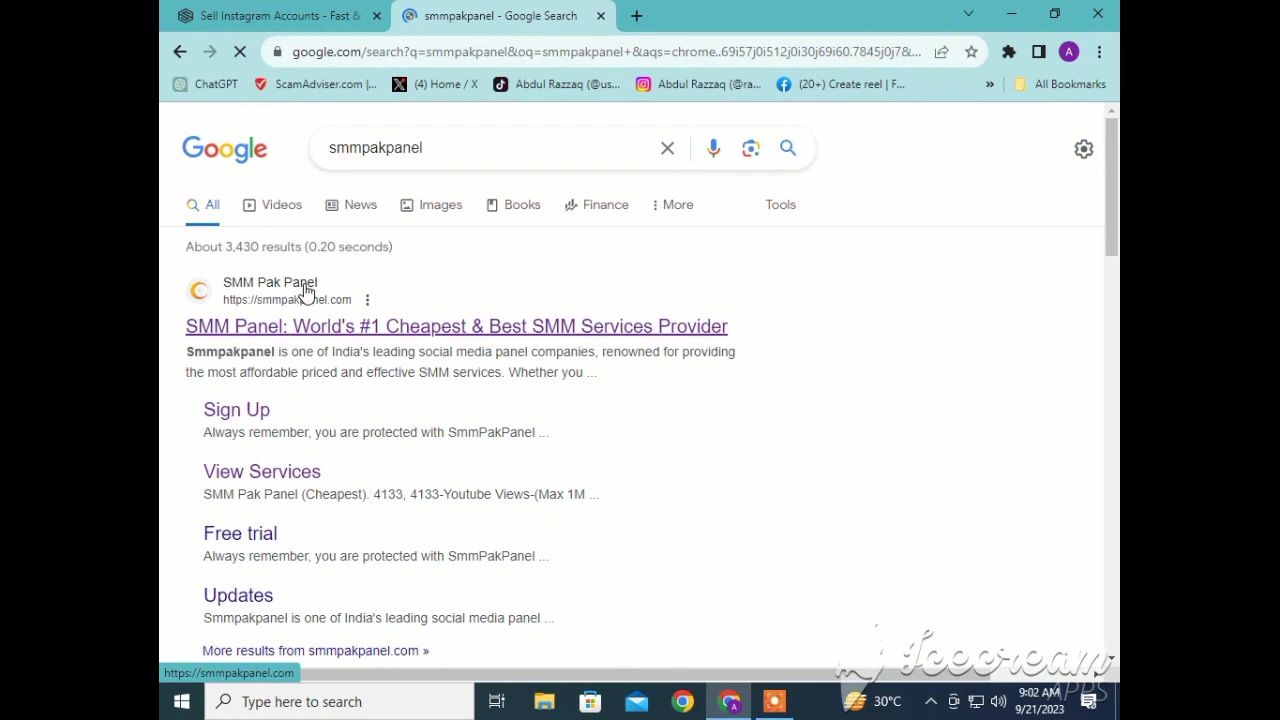 Sell Instagram Accounts - Fast &
smmpakpanel - Google Search
google.com/search?q=smmpakpanel&oq=smmpakpanel+&aqs=chrome..69i57j0i512j0i30j69i60.7845j0j7&...
A
ChatGPT
ScamAdviser.com |...
(4) Home / X
Abdul Razzaq (@us...
Abdul Razzaq (@ra...
(20+) Create reel | F...
»
All Bookmarks
Google
smmpakpanel
All
Videos
News
Images
Books
Finance
More
Tools
About 3,430 results (0.20 seconds)
SMM Pak Panel
https://smmpakpanel.com
SMM Panel: World's #1 Cheapest & Best SMM Services Provider
Smmpakpanel is one of India's leading social media panel companies, renowned for providing
the most affordable priced and effective SMM services. Whether you ...
Sign Up
Always remember, you are protected with SmmPakPanel ...
View Services
SMM Pak Panel (Cheapest). 4133, 4133-Youtube Views-(Max 1M ...
Free trial
Always remember, you are protected with SmmPakPanel ...
Updates
Smmpakpanel is one of India's leading social media panel ...
More results from smmpakpanel.com »
https://smmpakpanel.com
Icecream
APPS
Type here to search
A
30°C
9:02 AM
9/21/2023